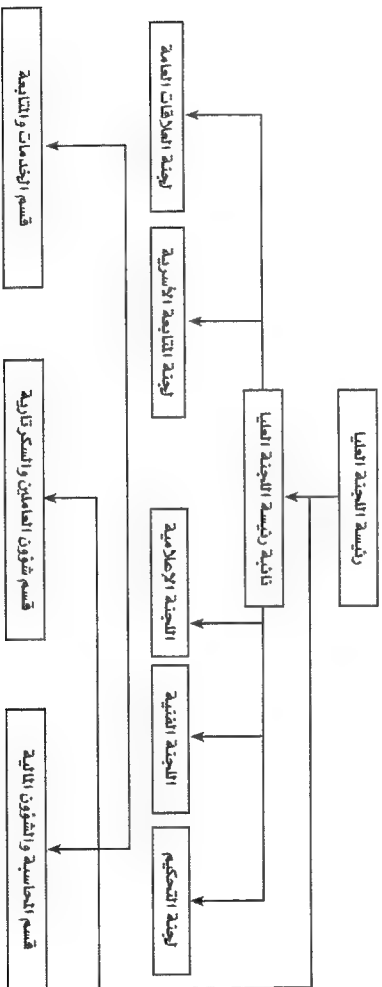 رئيسة اللجنة العليا
نائبة رئيسة اللجنة العليا
لجنة التحكيم
اللجنة الفنية
اللجنة الإعلامية
لجنة المتابعة الأسرية
لجنة العلاقات العامة
قسم المحاسبة والشؤون المالية
قسم شؤون العاملين والسكرتارية
قسم الخدمات والمتابعة